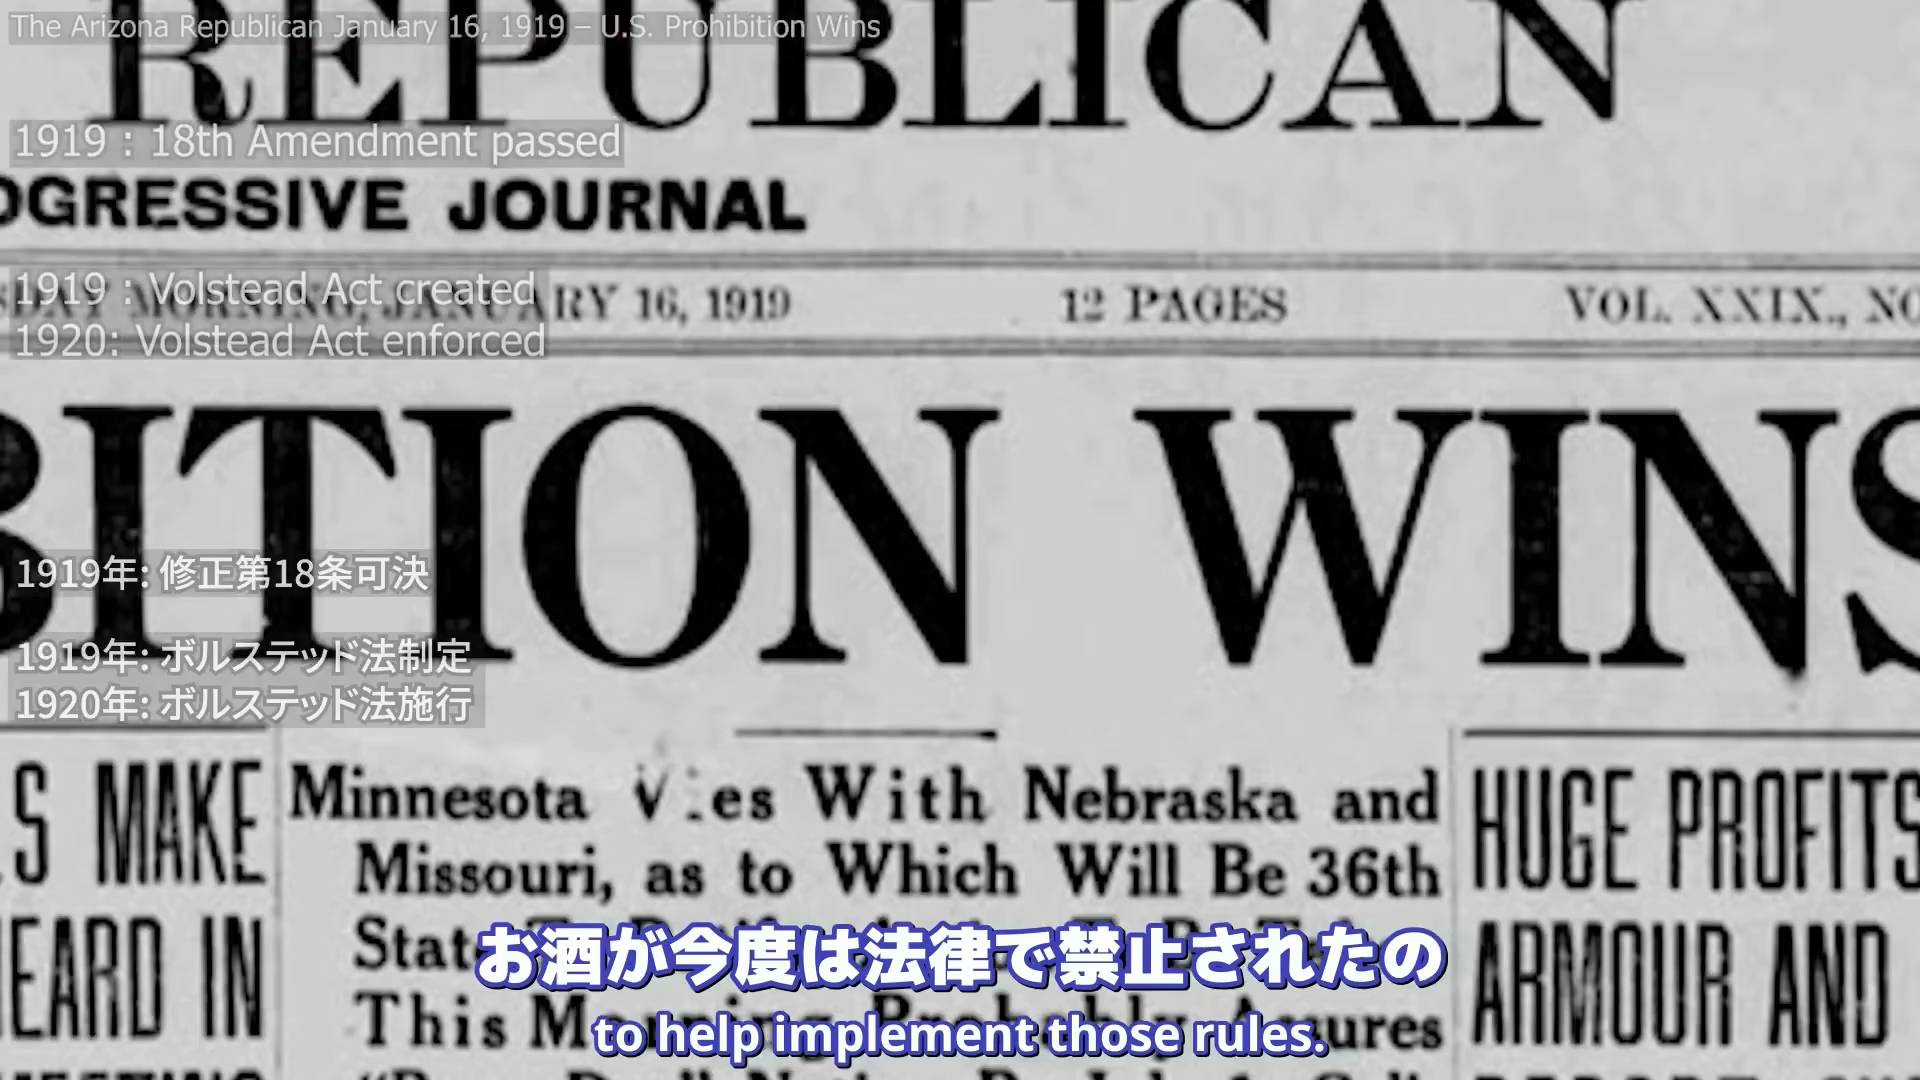 The Arizona Republican January 16, 1919 – U.S. Prohibition Wins
REPUBLICAN
1919 : 18th Amendment passed
OGRESSIVE JOURNAL
1919 : Volstead Act created
MORNING, JANUARY 16, 1919 12 PAGES VOL. XXIX., NO
1920: Volstead Act enforced
BITION WINS
1919年: 修正第18条可決
1919年: ボルステッド法制定
1920年: ボルステッド法施行
S MAKE
EARD IN
Minnesota With Nebraska and
Missouri, as to Which Will Be 36th
This
HUGE PROFITS
ARMOUR AND
お酒が今度は法律で禁止されたの
to help implement those rules.